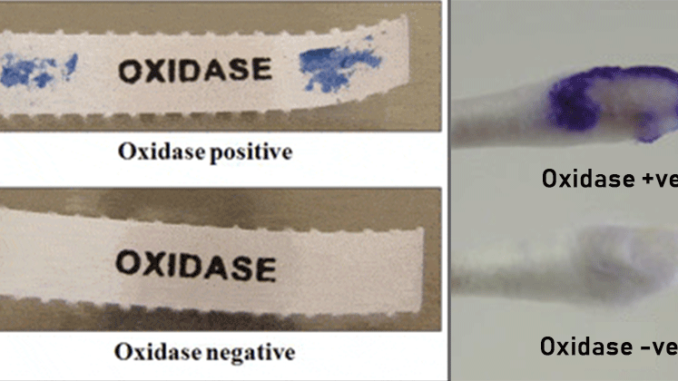 OXIDASE
Oxidase positive
OXIDASE
Oxidase negative
Oxidase +ve
Oxidase -ve